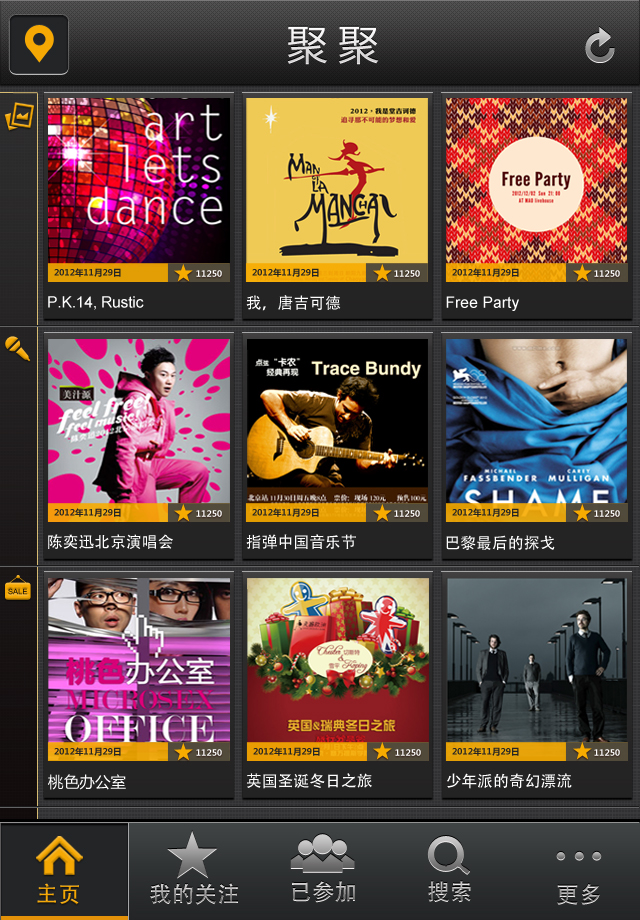 聚聚
art
lets
dance
2012年11月29日
11250
P.K.14, Rustic
2012·我是堂吉诃德
追寻那不可能的梦想和爱
MAN
LA
MANCHA
2012年11月29日
11250
我，唐吉可德
Free Party
2012/12/02 Sun 21:00
AT MAO livehouse
2012年11月29日
11250
Free Party
美汁源
feel free
feel music
2012年11月29日
11250
陈奕迅北京演唱会
点弦“卡农”
经典再现
Trace Bundy
北京站 11月30日周五晚8点 票价：现场 120元 预售100元
2012年11月29日
11250
指弹中国音乐节
68
MICHAEL
FASSBENDER
CAREY
MULLIGAN
SHAME
2012年11月29日
11250
巴黎最后的探戈
SALE
桃色办公室
MICROSEX
OFFICE
2012年11月29日
11250
桃色办公室
英国&瑞典冬日之旅
2012年11月29日
11250
英国圣诞冬日之旅
2012年11月29日
11250
少年派的奇幻漂流
主页
我的关注
已参加
搜索
更多